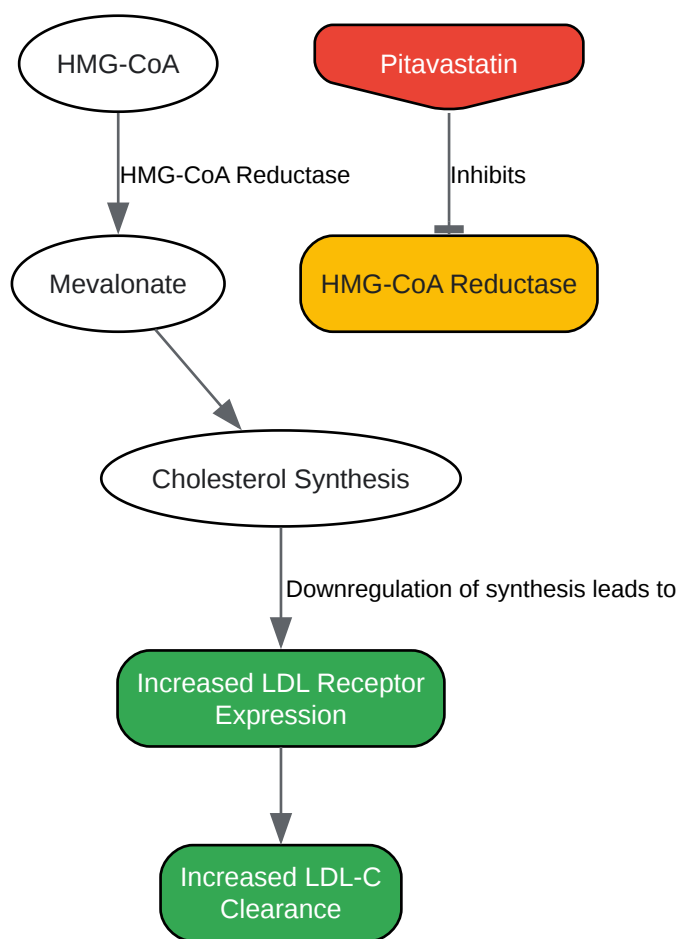 HMG-CoA
Pitavastatin
HMG-CoA Reductase
Inhibits
Mevalonate
HMG-CoA Reductase
Cholesterol Synthesis
Downregulation of synthesis leads to
Increased LDL Receptor
Expression
Increased LDL-C
Clearance